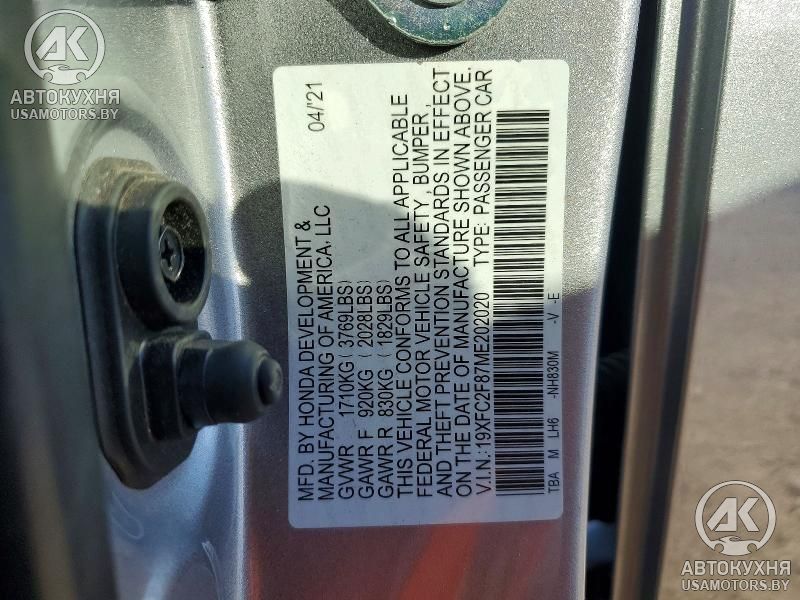 AK
АВТОКУХНЯ
USAMOTORS.BY
MFD. BY HONDA DEVELOPMENT & 04/'21
MANUFACTURING OF AMERICA, LLC
GVWR 1710KG ( 3769LBS)
GAWR F 920KG ( 2028LBS)
GAWR R 830KG ( 1829LBS)
THIS VEHICLE CONFORMS TO ALL APPLICABLE
FEDERAL MOTOR VEHICLE SAFETY , BUMPER ,
AND THEFT PREVENTION STANDARDS IN EFFECT
ON THE DATE OF MANUFACTURE SHOWN ABOVE.
V.I.N.:19XFC2F87ME202020 TYPE: PASSENGER CAR
TBA M LH6 -NH830M -V -E
AK
АВТОКУХНЯ
USAMOTORS.BY